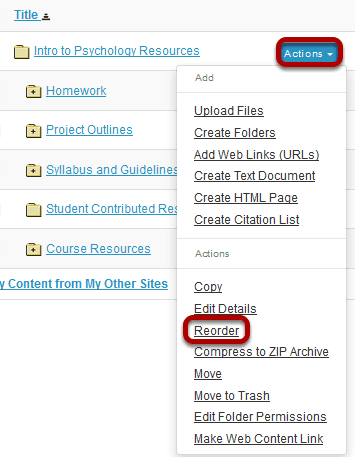 Title
Intro to Psychology Resources
Actions
Add
Homework
Upload Files
Create Folders
Project Outlines
Add Web Links (URLs)
Create Text Document
Syllabus and Guidelines
Create HTML Page
Student Contributed Res
Create Citation List
Course Resources
Actions
y Content from My Other Sites
Copy
Edit Details
Reorder
Compress to ZIP Archive
Move
Move to Trash
Edit Folder Permissions
Make Web Content Link